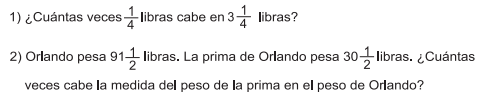 1) ¿Cuántas veces 1/4 libras cabe en 3 1/4 libras?
2) Orlando pesa 91 1/2 libras. La prima de Orlando pesa 30 1/2 libras. ¿Cuántas
veces cabe la medida del peso de la prima en el peso de Orlando?